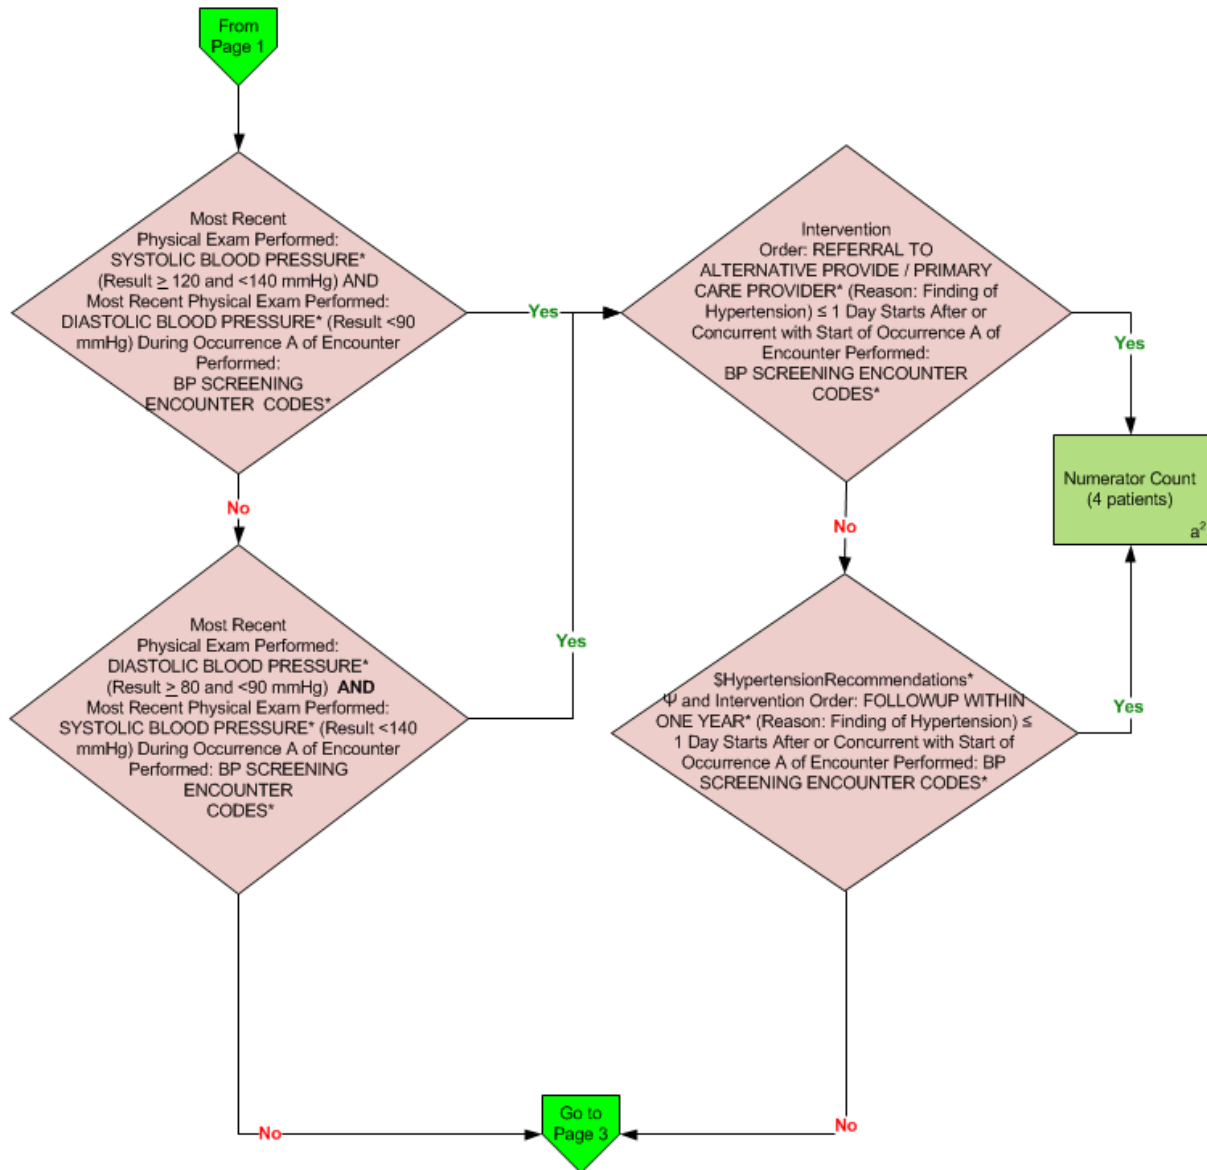 From
Page 1
Most Recent
Physical Exam Performed:
SYSTOLIC BLOOD PRESSURE*
(Result ≥ 120 and <140 mmHg) AND
Most Recent Physical Exam Performed:
DIASTOLIC BLOOD PRESSURE* (Result <90
mmHg) During Occurrence A of Encounter
Performed:
BP SCREENING
ENCOUNTER CODES*
Yes
Intervention
Order: REFERRAL TO
ALTERNATIVE PROVIDE / PRIMARY
CARE PROVIDER* (Reason: Finding of
Hypertension) ≤ 1 Day Starts After or
Concurrent with Start of Occurrence A of
Encounter Performed:
BP SCREENING ENCOUNTER
CODES*
Yes
Numerator Count
(4 patients)
a²
No
No
Most Recent
Physical Exam Performed:
DIASTOLIC BLOOD PRESSURE*
(Result ≥ 80 and <90 mmHg) AND
Most Recent Physical Exam Performed:
SYSTOLIC BLOOD PRESSURE* (Result <140
mmHg) During Occurrence A of Encounter
Performed: BP SCREENING
ENCOUNTER
CODES*
Yes
$HypertensionRecommendations*
Ψ and Intervention Order: FOLLOWUP WITHIN
ONE YEAR* (Reason: Finding of Hypertension) ≤
1 Day Starts After or Concurrent with Start of
Occurrence A of Encounter Performed: BP
SCREENING ENCOUNTER CODES*
Yes
No
Go to
Page 3
No